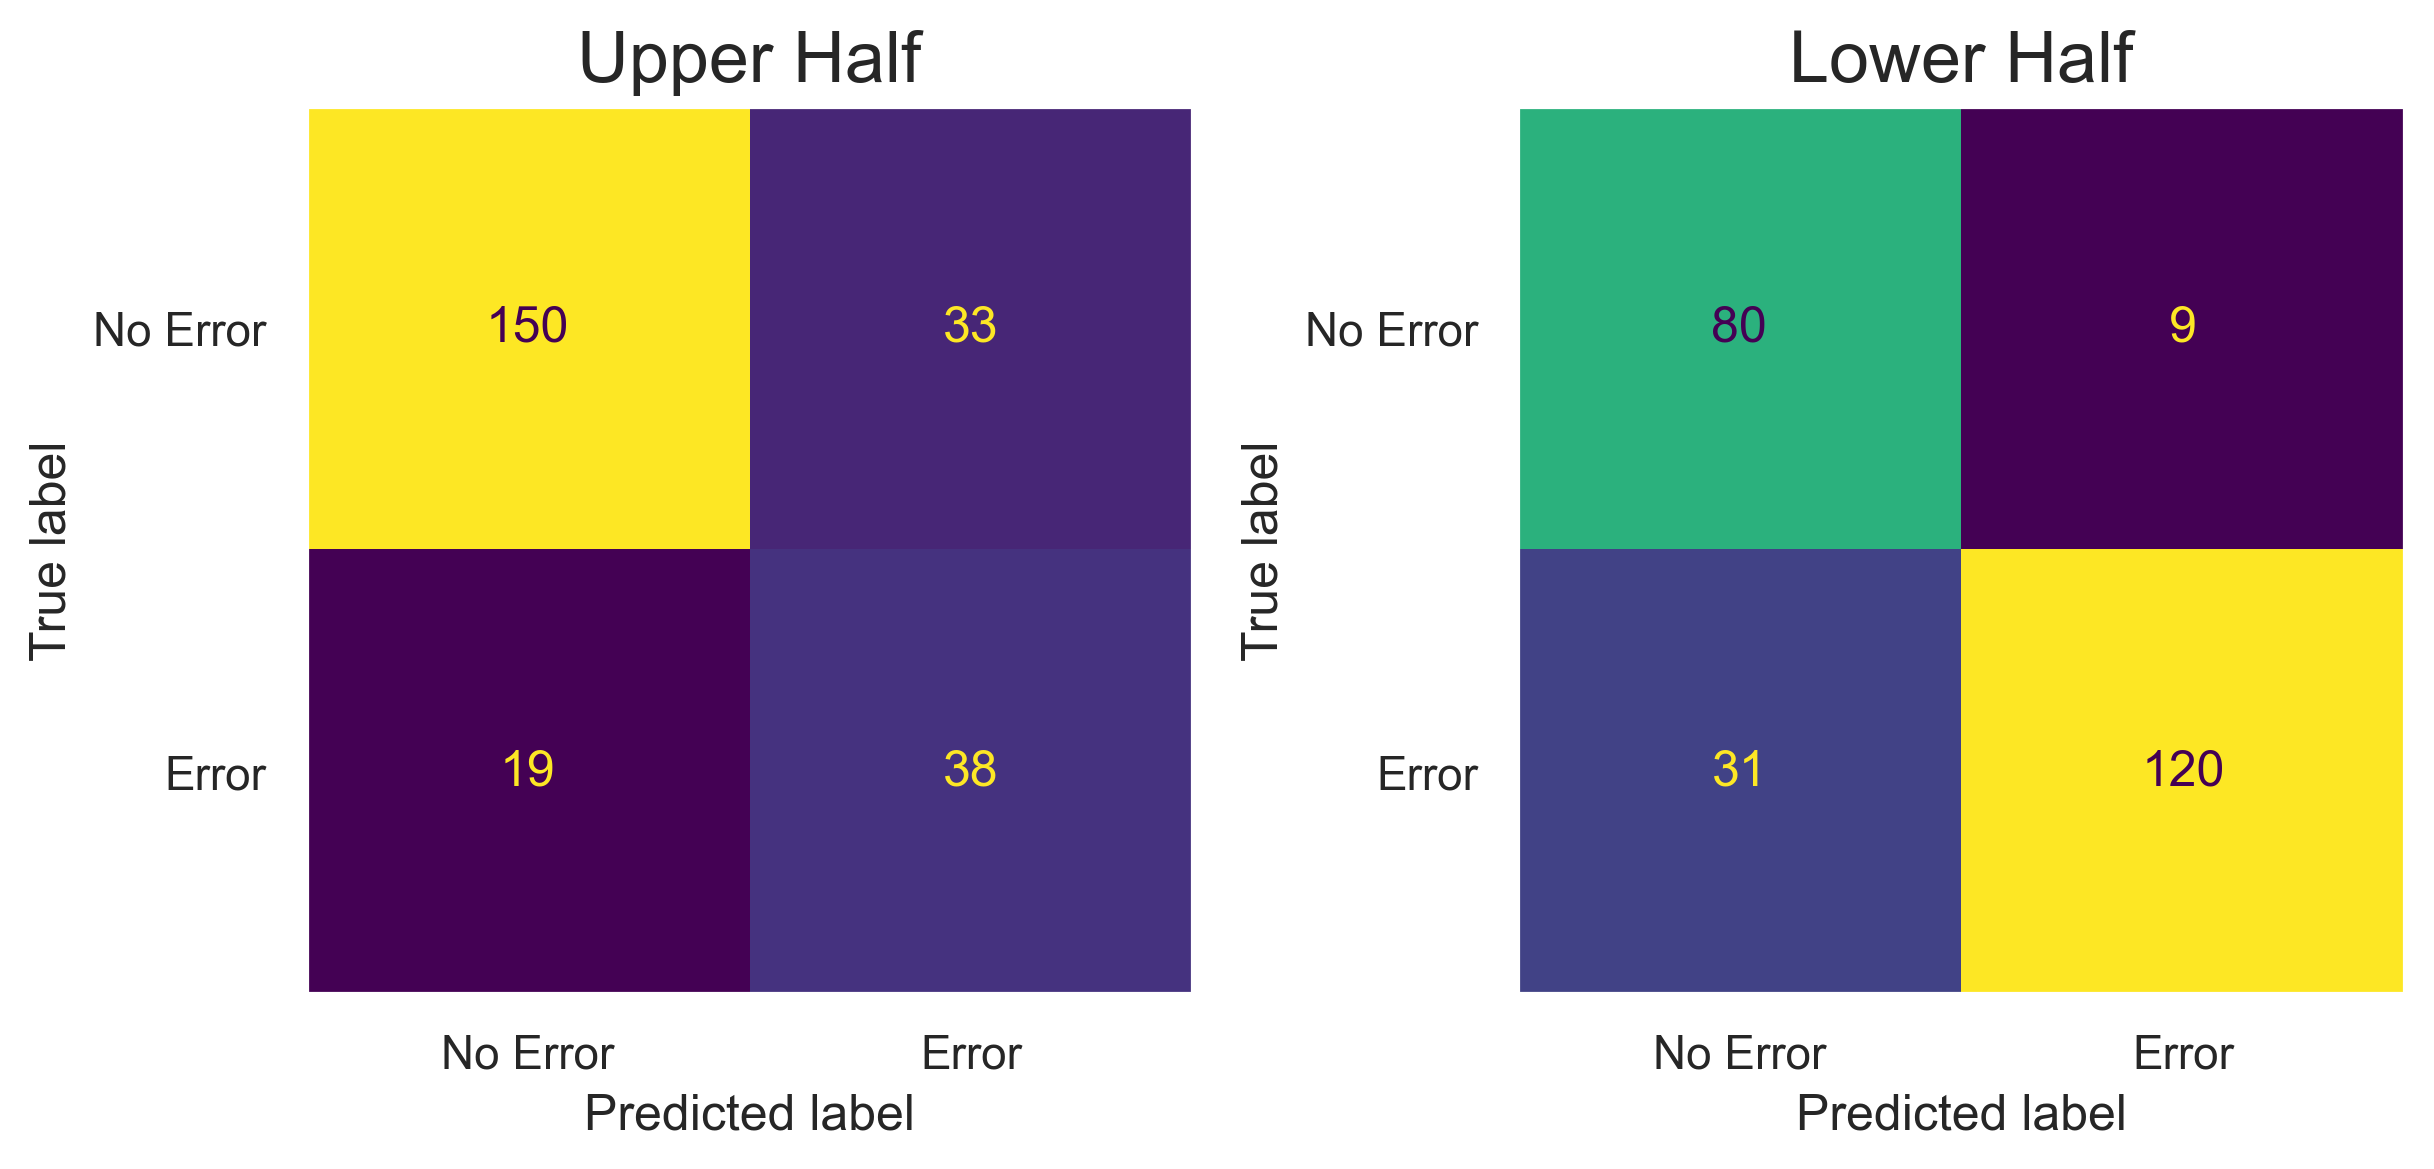 Upper Half
True label
No Error
150
33
Error
19
38
No Error
Error
Predicted label
Lower Half
True label
No Error
80
9
Error
31
120
No Error
Error
Predicted label